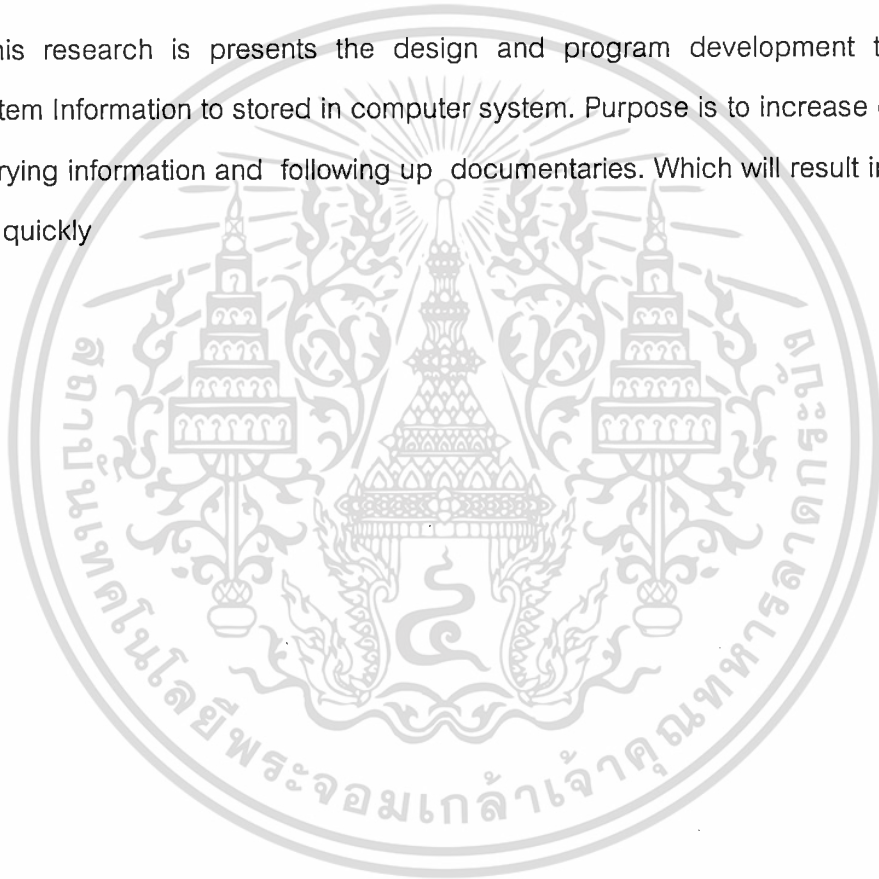 his research is presents the design and program development t
tem Information to stored in computer system. Purpose is to increase
rying information and following up documentaries. Which will result in
quickly
สถาบันเทคโนโลยีพระจอมเกล้าเจ้าคุณทหารลาดกระบัง